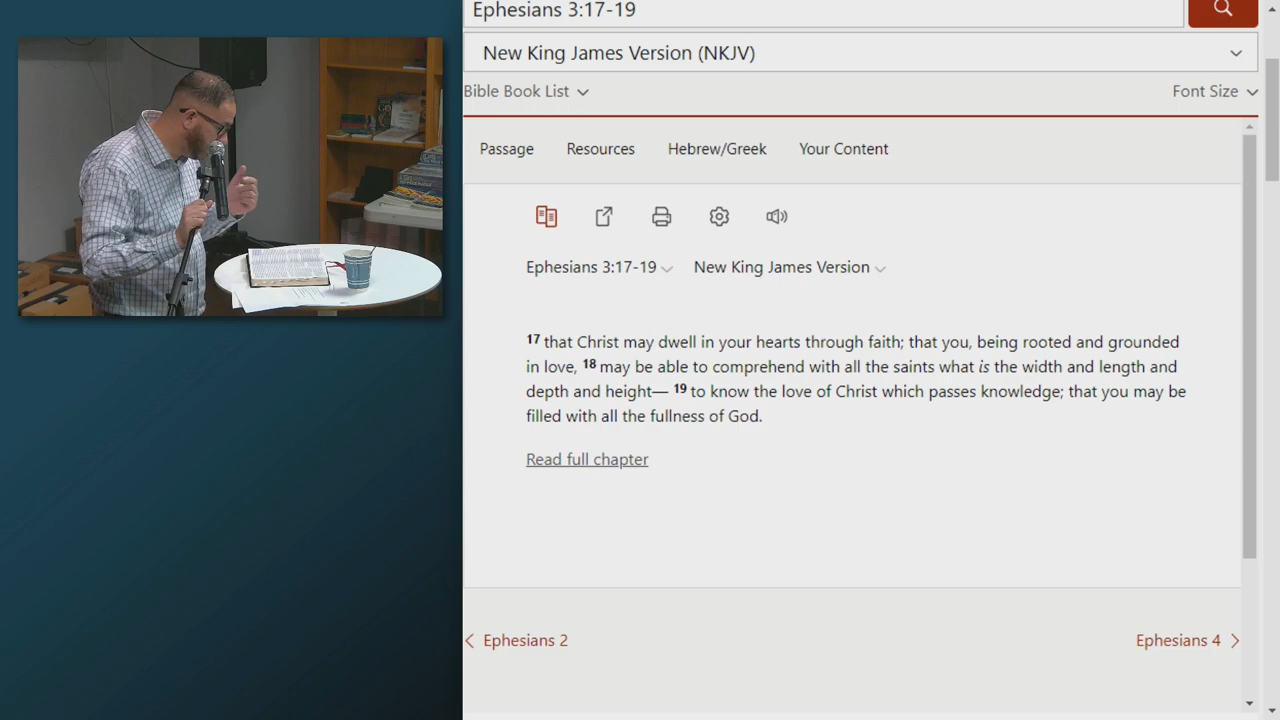 Ephesians 3:17-19
New King James Version (NKJV)
Bible Book List
Font Size
Passage Resources Hebrew/Greek Your Content
Ephesians 3:17-19 New King James Version
17 that Christ may dwell in your hearts through faith; that you, being rooted and grounded
in love, 18 may be able to comprehend with all the saints what is the width and length and
depth and height— 19 to know the love of Christ which passes knowledge; that you may be
filled with all the fullness of God.
Read full chapter
Ephesians 2
Ephesians 4